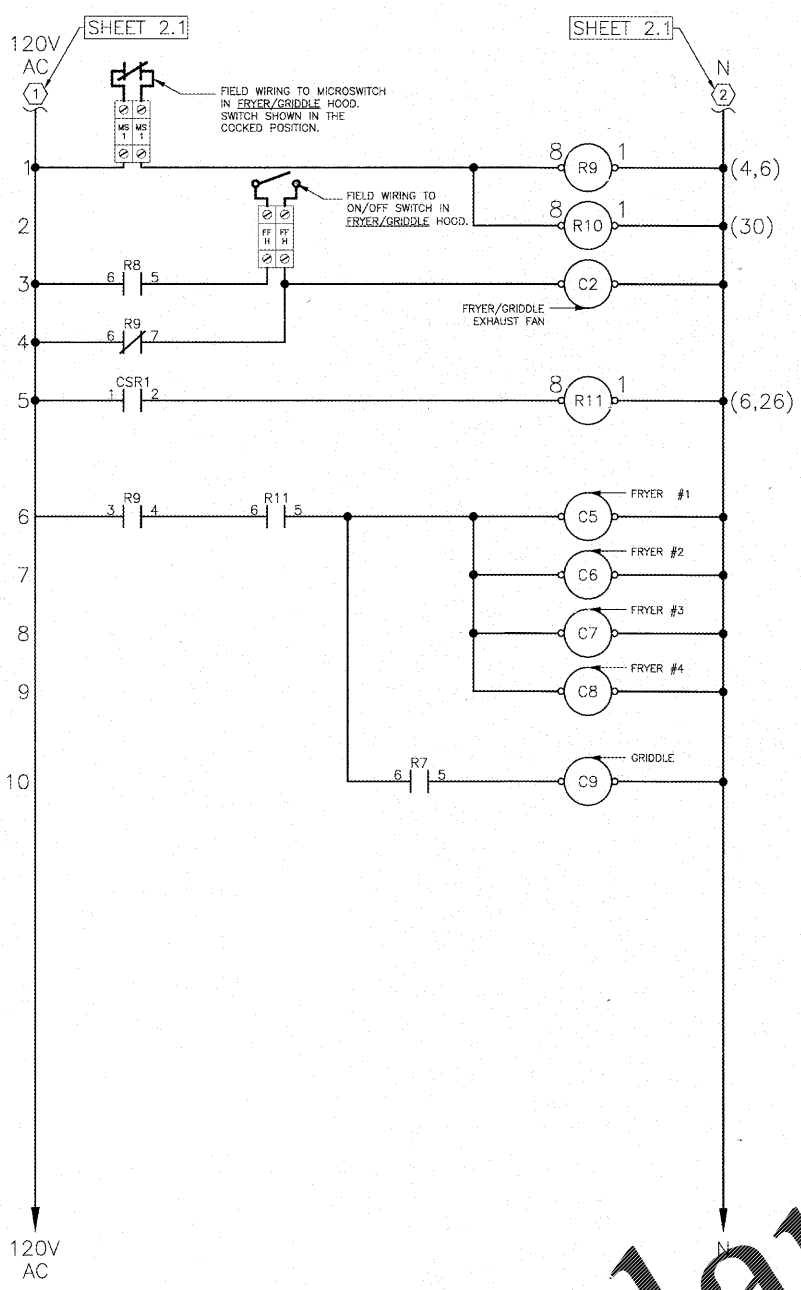 SHEET 2.1
SHEET 2.1
120V
AC
N
1
2
FIELD WIRING TO MICROSWITCH
IN FRYER/GRIDDLE HOOD.
SWITCH SHOWN IN THE
COCKED POSITION.
MS 1
MS 1
1
8 R9 1
(4,6)
FIELD WIRING TO
ON/OFF SWITCH IN
FRYER/GRIDDLE HOOD.
FF H
FF H
2
8 R10 1
(30)
3
6 R8 5
C2
FRYER/GRIDDLE
EXHAUST FAN
4
6 R9 7
5
1 CSR1 2
8 R11 1
(6,26)
6
3 R9 4
6 R11 5
C5
FRYER #1
7
C6
FRYER #2
8
C7
FRYER #3
9
C8
FRYER #4
10
6 R7 5
C9
GRIDDLE
120V
AC
N